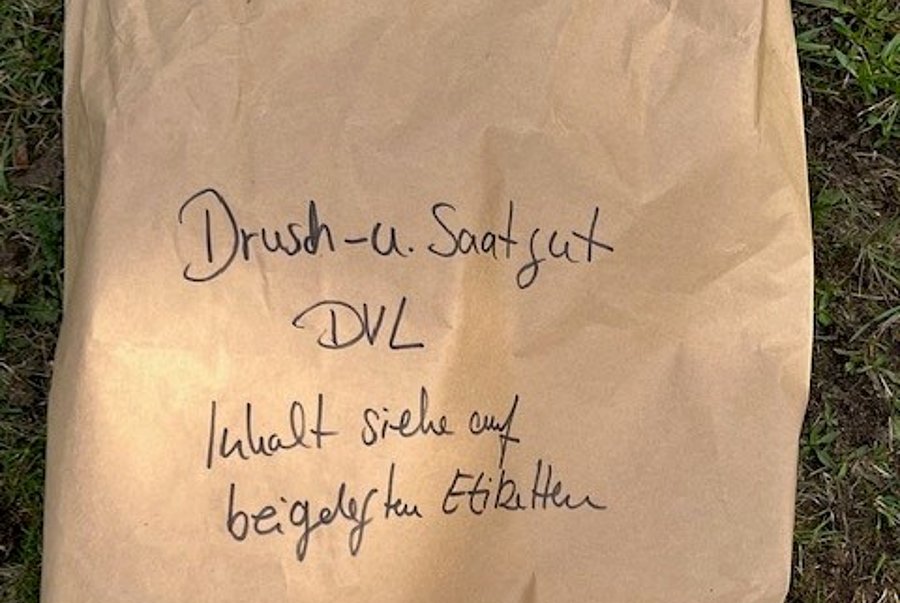 Drusch-u. Saatgut
DVL
Inhalt siehe auf
beigelegten Etiketten